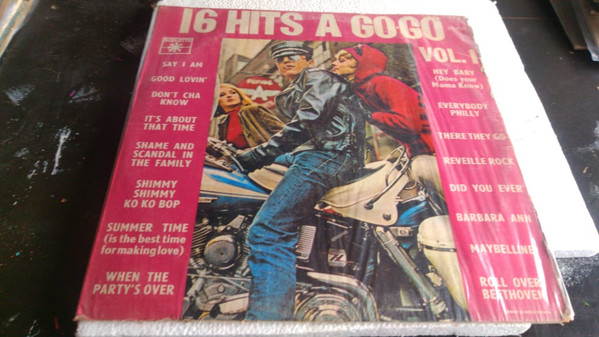 16 HITS A GO GO
VOL. 1
SAY I AM
GOOD LOVIN'
DON'T CHA
KNOW
IT'S ABOUT
THAT TIME
SHAME AND
SCANDAL IN
THE FAMILY
SHIMMY
SHIMMY
KO KO BOP
SUMMER TIME
(is the best time
for making love)
WHEN THE
PARTY'S OVER
HEY BABY
(Does your
Mama Know)
EVERYBODY
PHILLY
THERE THEY GO
REVEILLE ROCK
DID YOU EVER
BARBARA ANN
MAYBELLINE
ROLL OVER
BEETHOVEN